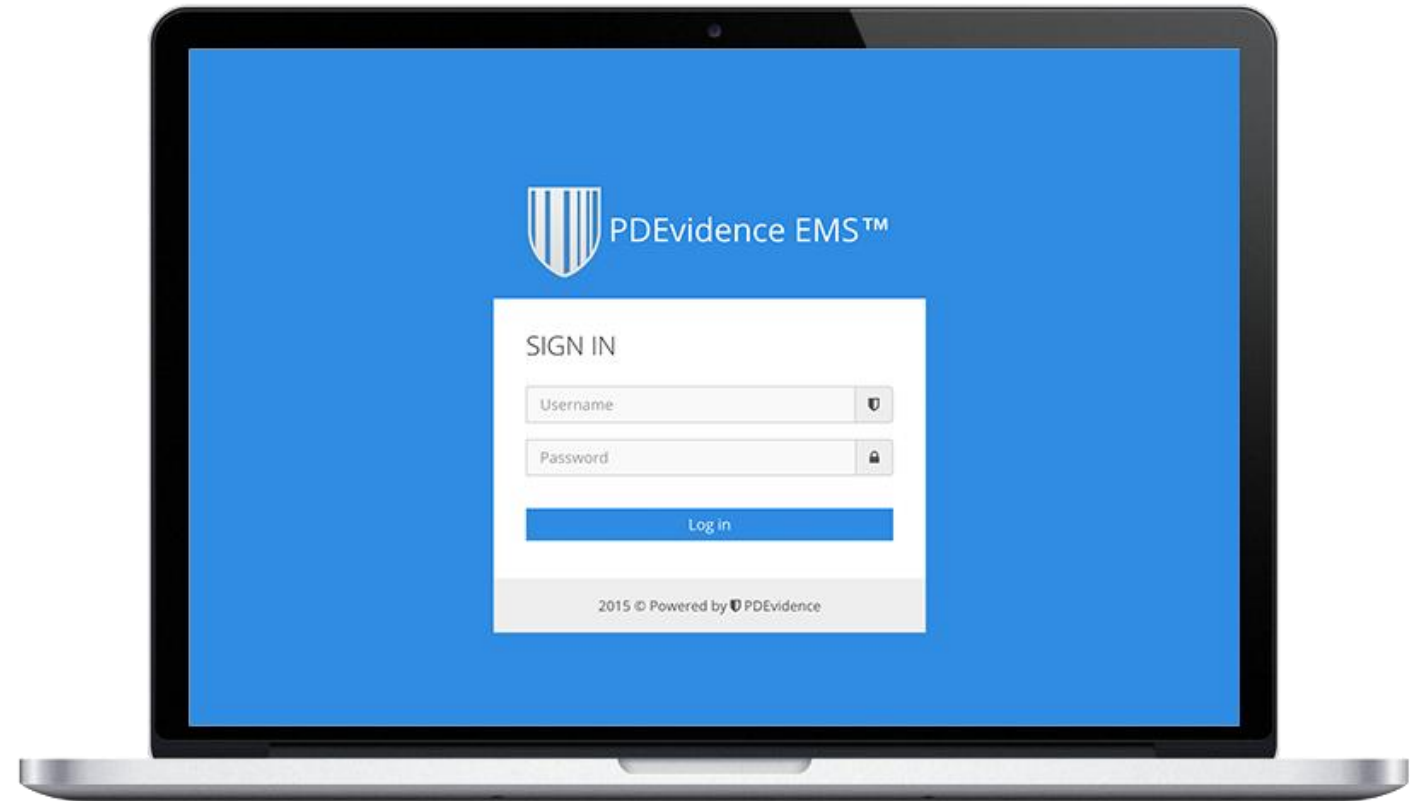 PDEvidence EMS™
SIGN IN
Username
Password
Log in
2015 © Powered by PDEvidence